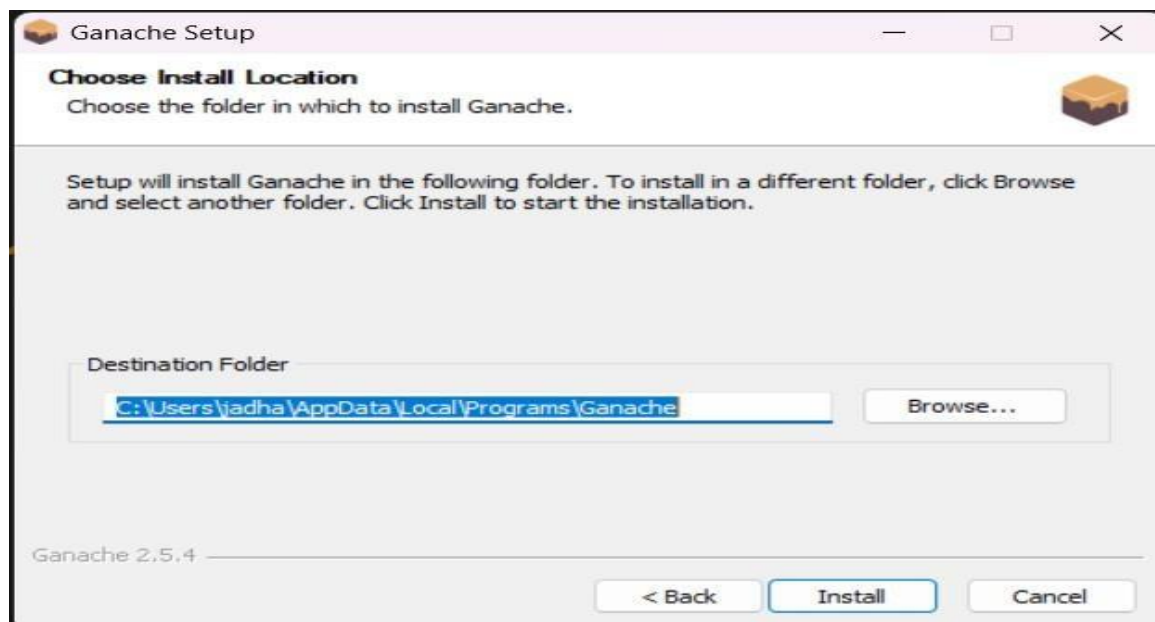 Ganache Setup
Choose Install Location
Choose the folder in which to install Ganache.
Setup will install Ganache in the following folder. To install in a different folder, click Browse
and select another folder. Click Install to start the installation.
Destination Folder
C:\Users\jadha\AppData\Local\Programs\Ganache
Browse...
Ganache 2.5.4
< Back
Install
Cancel